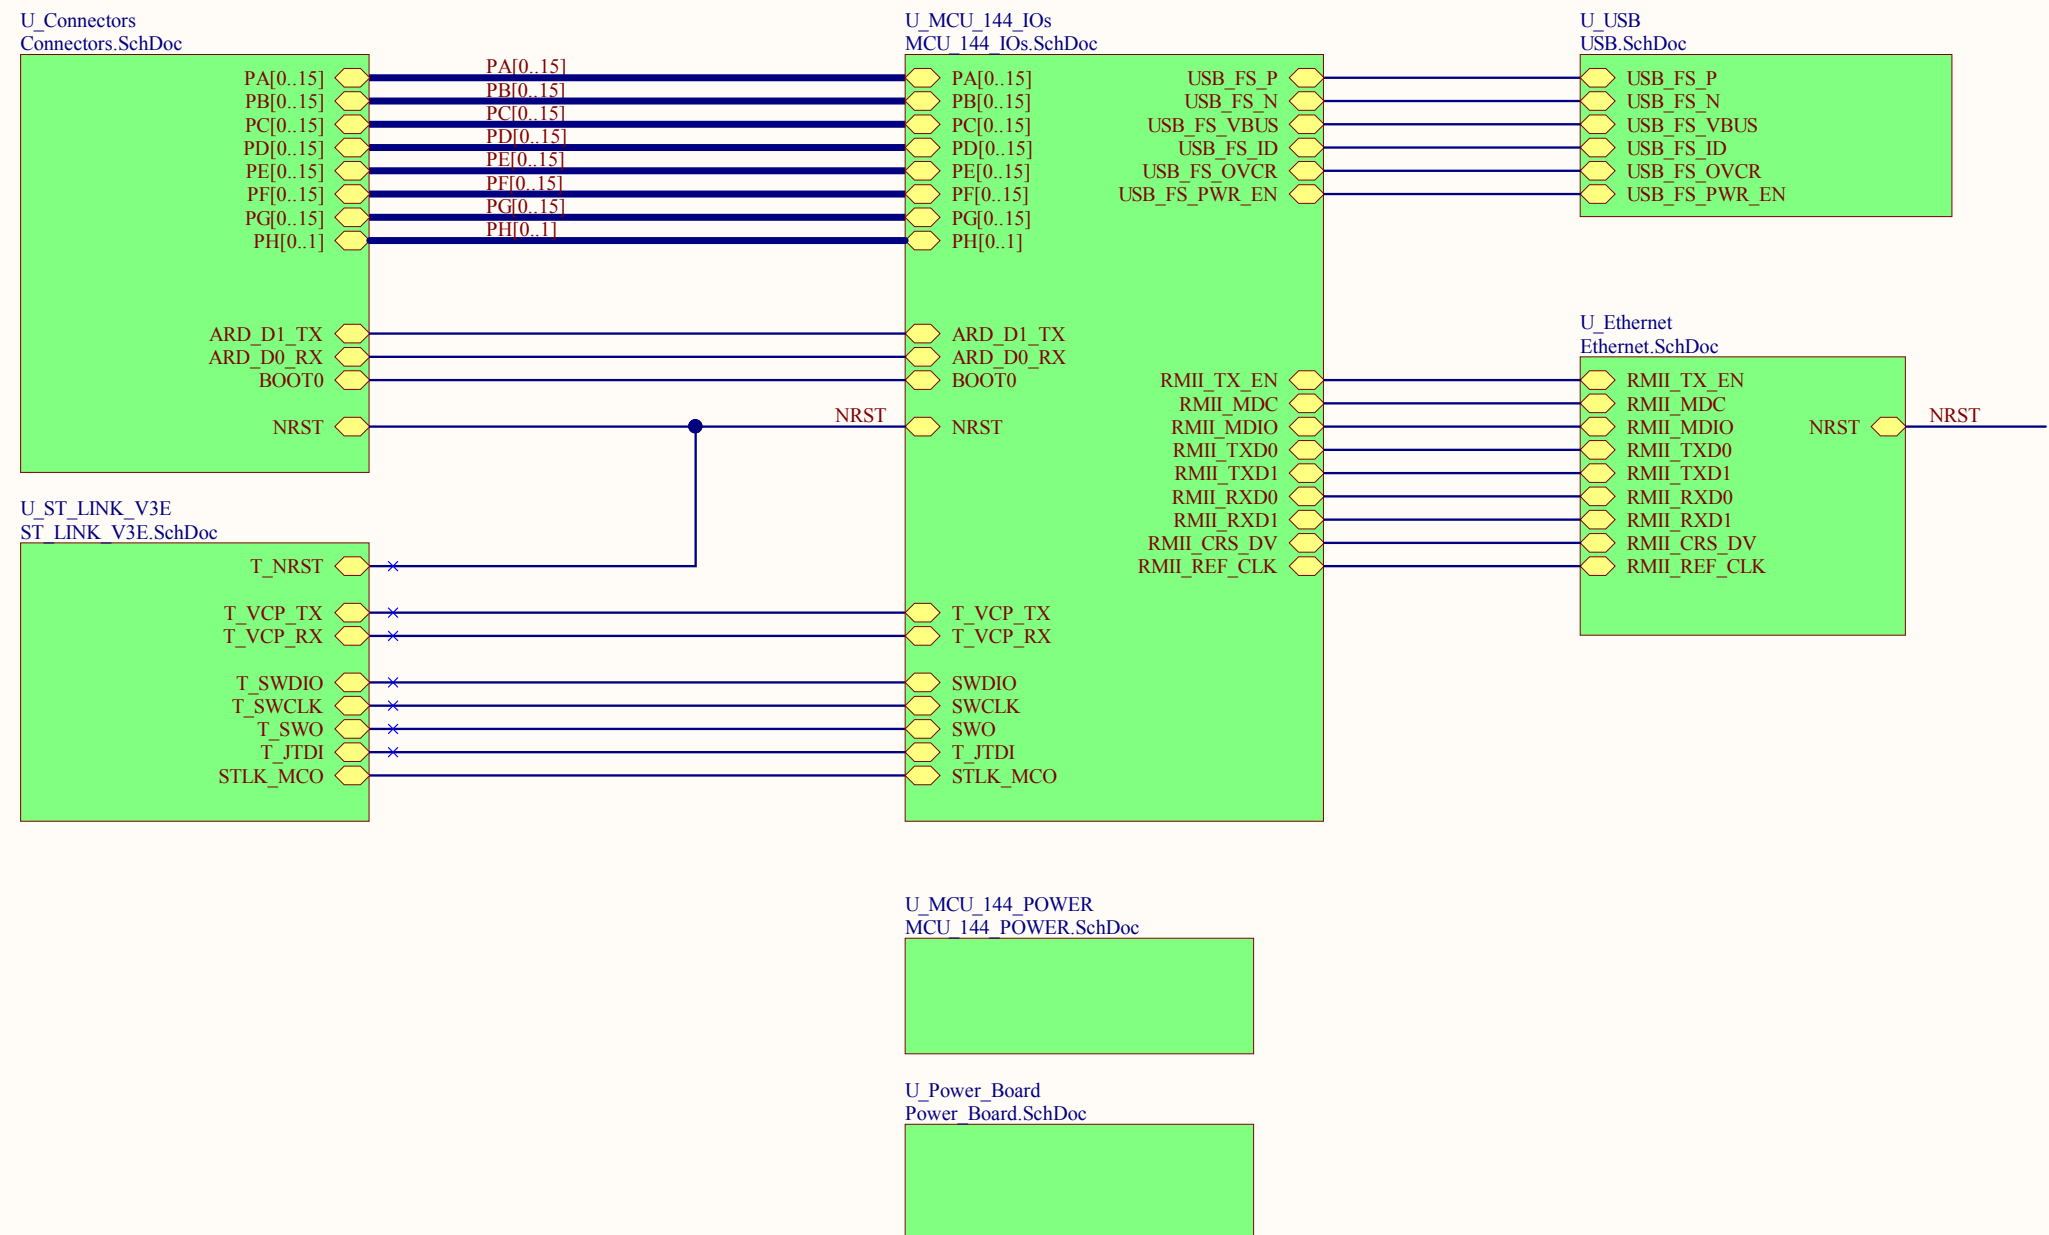 U_Connectors
Connectors.SchDoc
PA[0..15]
PB[0..15]
PC[0..15]
PD[0..15]
PE[0..15]
PF[0..15]
PG[0..15]
PH[0..1]
ARD_D1_TX
ARD_D0_RX
BOOT0
NRST
PA[0..15]
PB[0..15]
PC[0..15]
PD[0..15]
PE[0..15]
PF[0..15]
PG[0..15]
PH[0..1]
NRST
U_ST_LINK_V3E
ST_LINK_V3E.SchDoc
T_NRST
T_VCP_TX
T_VCP_RX
T_SWDIO
T_SWCLK
T_SWO
T_JTDI
STLK_MCO
U_MCU_144_IOs
MCU_144_IOs.SchDoc
PA[0..15]
PB[0..15]
PC[0..15]
PD[0..15]
PE[0..15]
PF[0..15]
PG[0..15]
PH[0..1]
ARD_D1_TX
ARD_D0_RX
BOOT0
NRST
T_VCP_TX
T_VCP_RX
SWDIO
SWCLK
SWO
T_JTDI
STLK_MCO
USB_FS_P
USB_FS_N
USB_FS_VBUS
USB_FS_ID
USB_FS_OVCR
USB_FS_PWR_EN
RMII_TX_EN
RMII_MDC
RMII_MDIO
RMII_TXD0
RMII_TXD1
RMII_RXD0
RMII_RXD1
RMII_CRS_DV
RMII_REF_CLK
U_USB
USB.SchDoc
USB_FS_P
USB_FS_N
USB_FS_VBUS
USB_FS_ID
USB_FS_OVCR
USB_FS_PWR_EN
U_Ethernet
Ethernet.SchDoc
RMII_TX_EN
RMII_MDC
RMII_MDIO
RMII_TXD0
RMII_TXD1
RMII_RXD0
RMII_RXD1
RMII_CRS_DV
RMII_REF_CLK
NRST
NRST
U_MCU_144_POWER
MCU_144_POWER.SchDoc
U_Power_Board
Power_Board.SchDoc